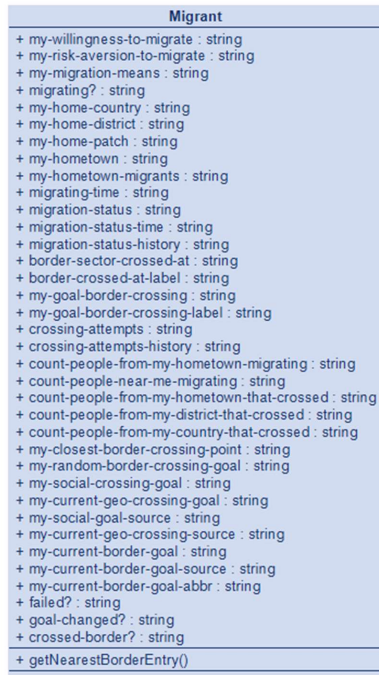 Migrant
+ my-willingness-to-migrate : string
+ my-risk-aversion-to-migrate : string
+ my-migration-means : string
+ migrating? : string
+ my-home-country : string
+ my-home-district : string
+ my-home-patch : string
+ my-hometown : string
+ my-hometown-migrants : string
+ migrating-time : string
+ migration-status : string
+ migration-status-time : string
+ migration-status-history : string
+ border-sector-crossed-at : string
+ border-crossed-at-label : string
+ my-goal-border-crossing : string
+ my-goal-border-crossing-label : string
+ crossing-attempts : string
+ crossing-attempts-history : string
+ count-people-from-my-hometown-migrating : string
+ count-people-near-me-migrating : string
+ count-people-from-my-hometown-that-crossed : string
+ count-people-from-my-district-that-crossed : string
+ count-people-from-my-country-that-crossed : string
+ my-closest-border-crossing-point : string
+ my-random-border-crossing-goal : string
+ my-social-crossing-goal : string
+ my-current-geo-crossing-goal : string
+ my-social-goal-source : string
+ my-current-geo-crossing-source : string
+ my-current-border-goal : string
+ my-current-border-goal-source : string
+ my-current-border-goal-abbr : string
+ failed? : string
+ goal-changed? : string
+ crossed-border? : string
+ getNearestBorderEntry()